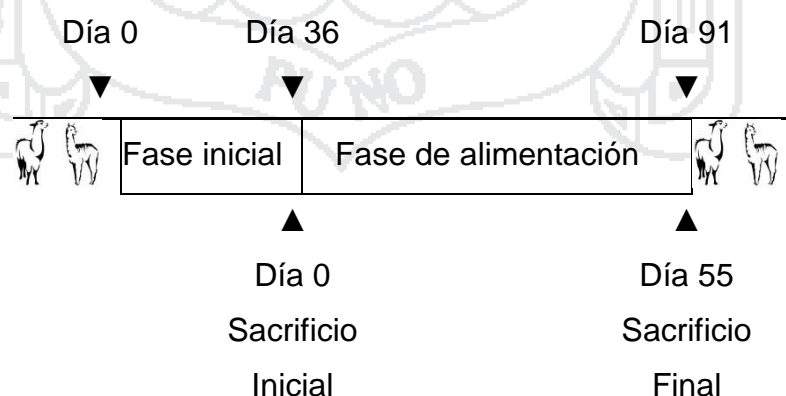 Día 0 Día 36 Día 91
▼ ▼ ▼
Fase inicial Fase de alimentación
▲ ▲
Día 0 Día 55
Sacrificio Sacrificio
Inicial Final
PUNO